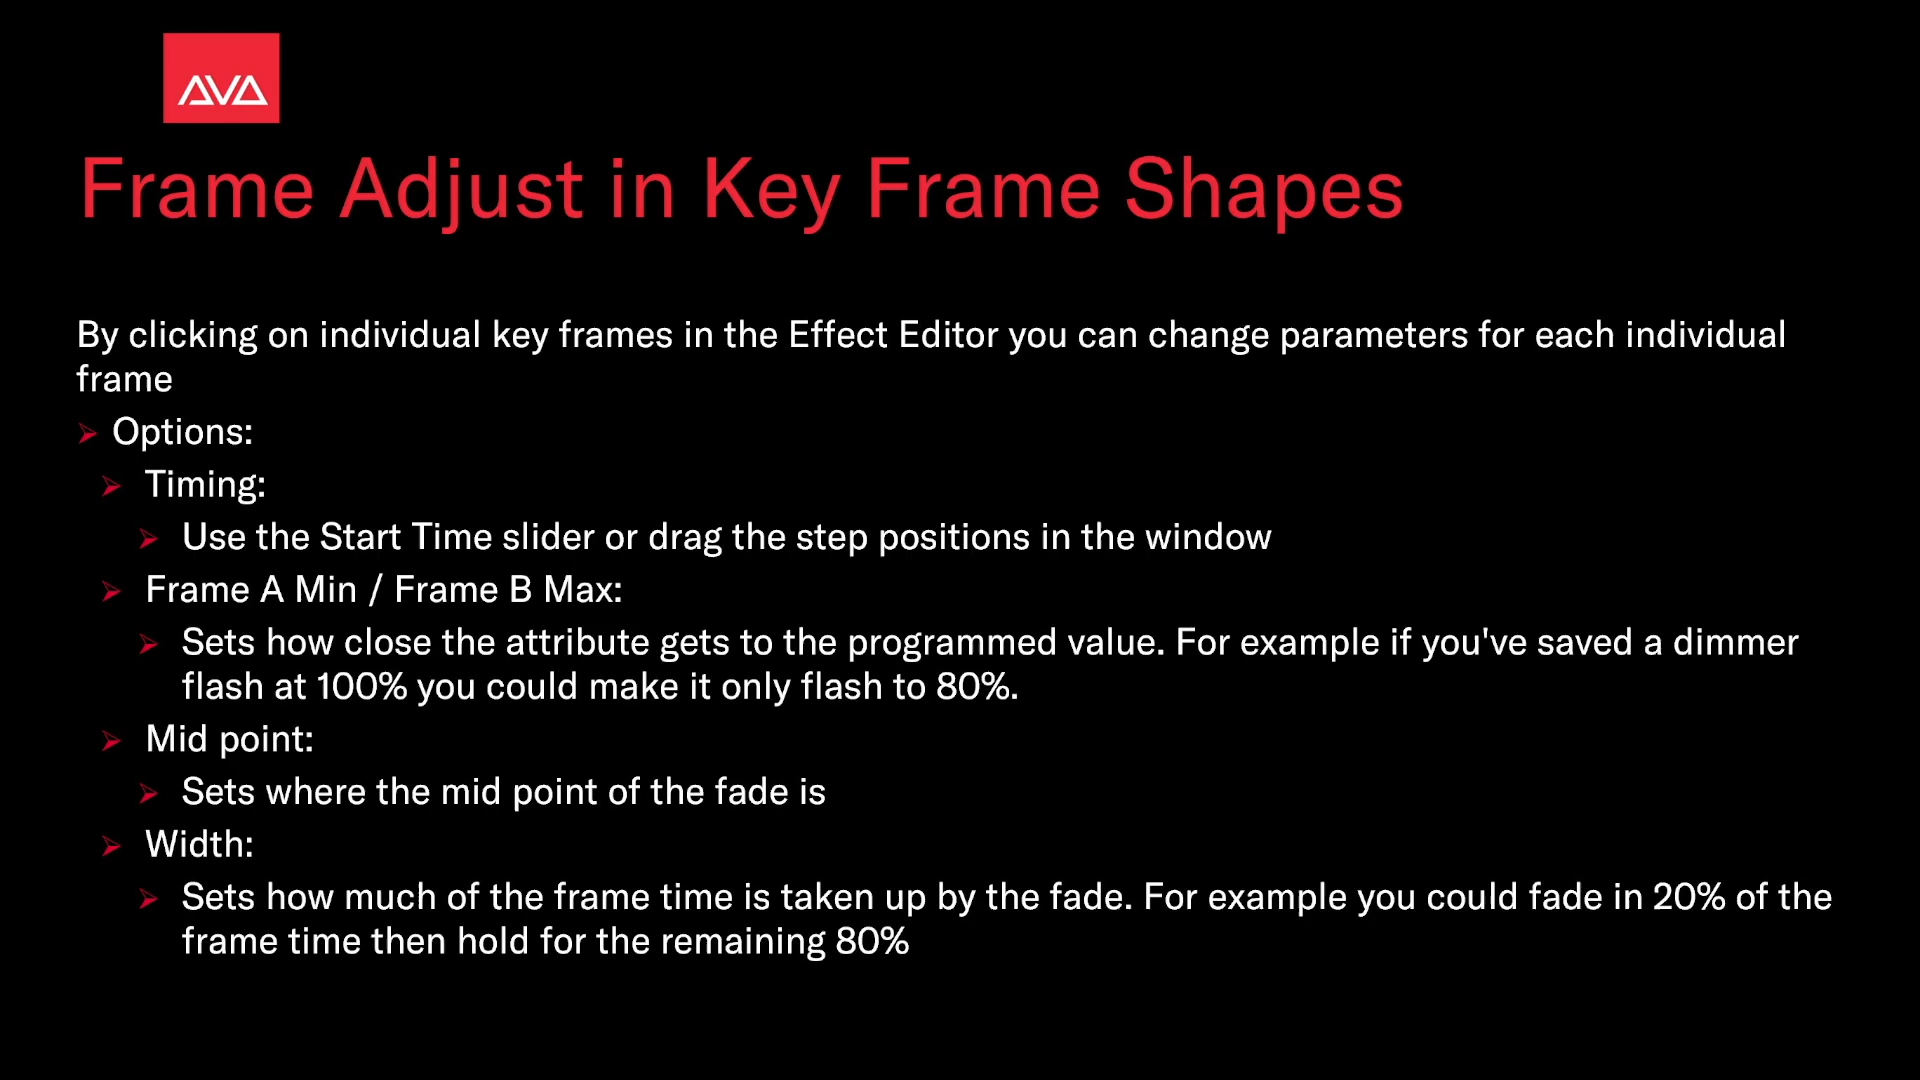 AVA
Frame Adjust in Key Frame Shapes
By clicking on individual key frames in the Effect Editor you can change parameters for each individual
frame
Options:
Timing:
Use the Start Time slider or drag the step positions in the window
Frame A Min / Frame B Max:
Sets how close the attribute gets to the programmed value. For example if you've saved a dimmer
flash at 100% you could make it only flash to 80%.
Mid point:
Sets where the mid point of the fade is
Width:
Sets how much of the frame time is taken up by the fade. For example you could fade in 20% of the
frame time then hold for the remaining 80%